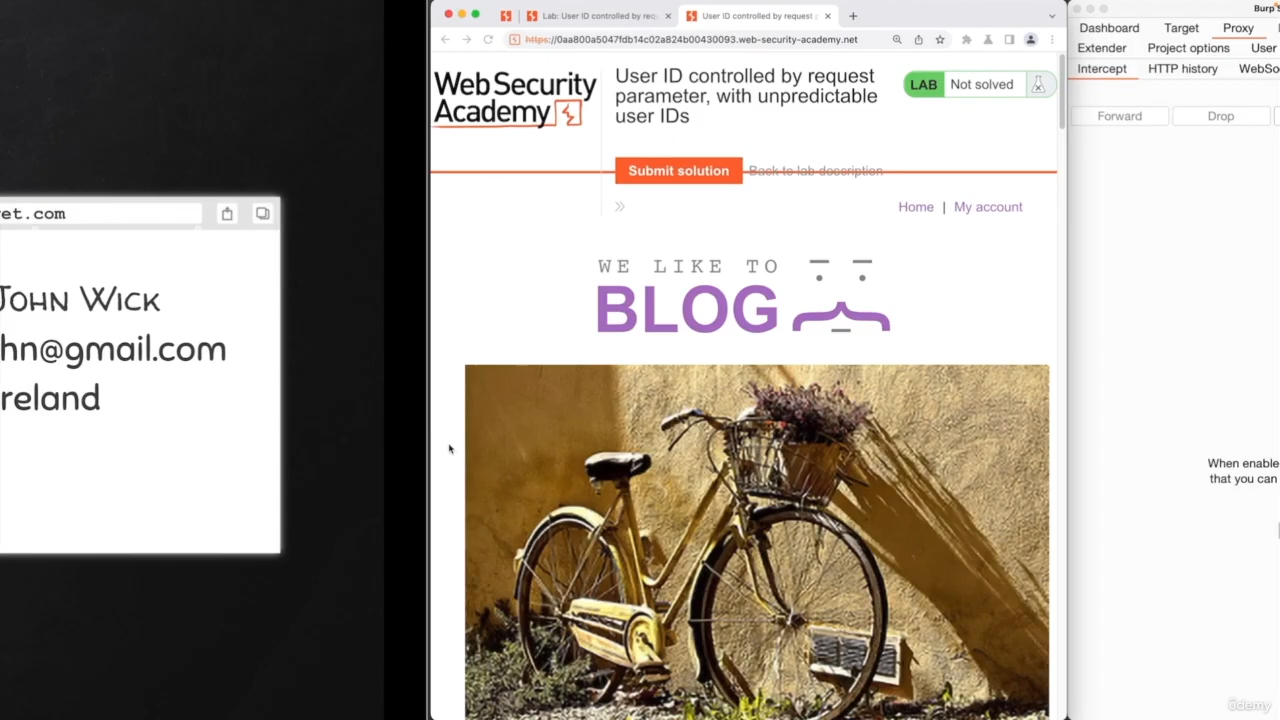 et.com
John Wick
hn@gmail.com
reland
Lab: User ID controlled by req
User ID controlled by request p
https://0aa800a5047fdb14c02a824b00430093.web-security-academy.net
Web Security
Academy
User ID controlled by request
parameter, with unpredictable
user IDs
LAB Not solved
Submit solution
Back to lab description
Home | My account
WE LIKE TO
BLOG
Burp S
Dashboard Target Proxy
Extender Project options User
Intercept HTTP history WebSo
Forward Drop
When enable
that you can
ûdemy